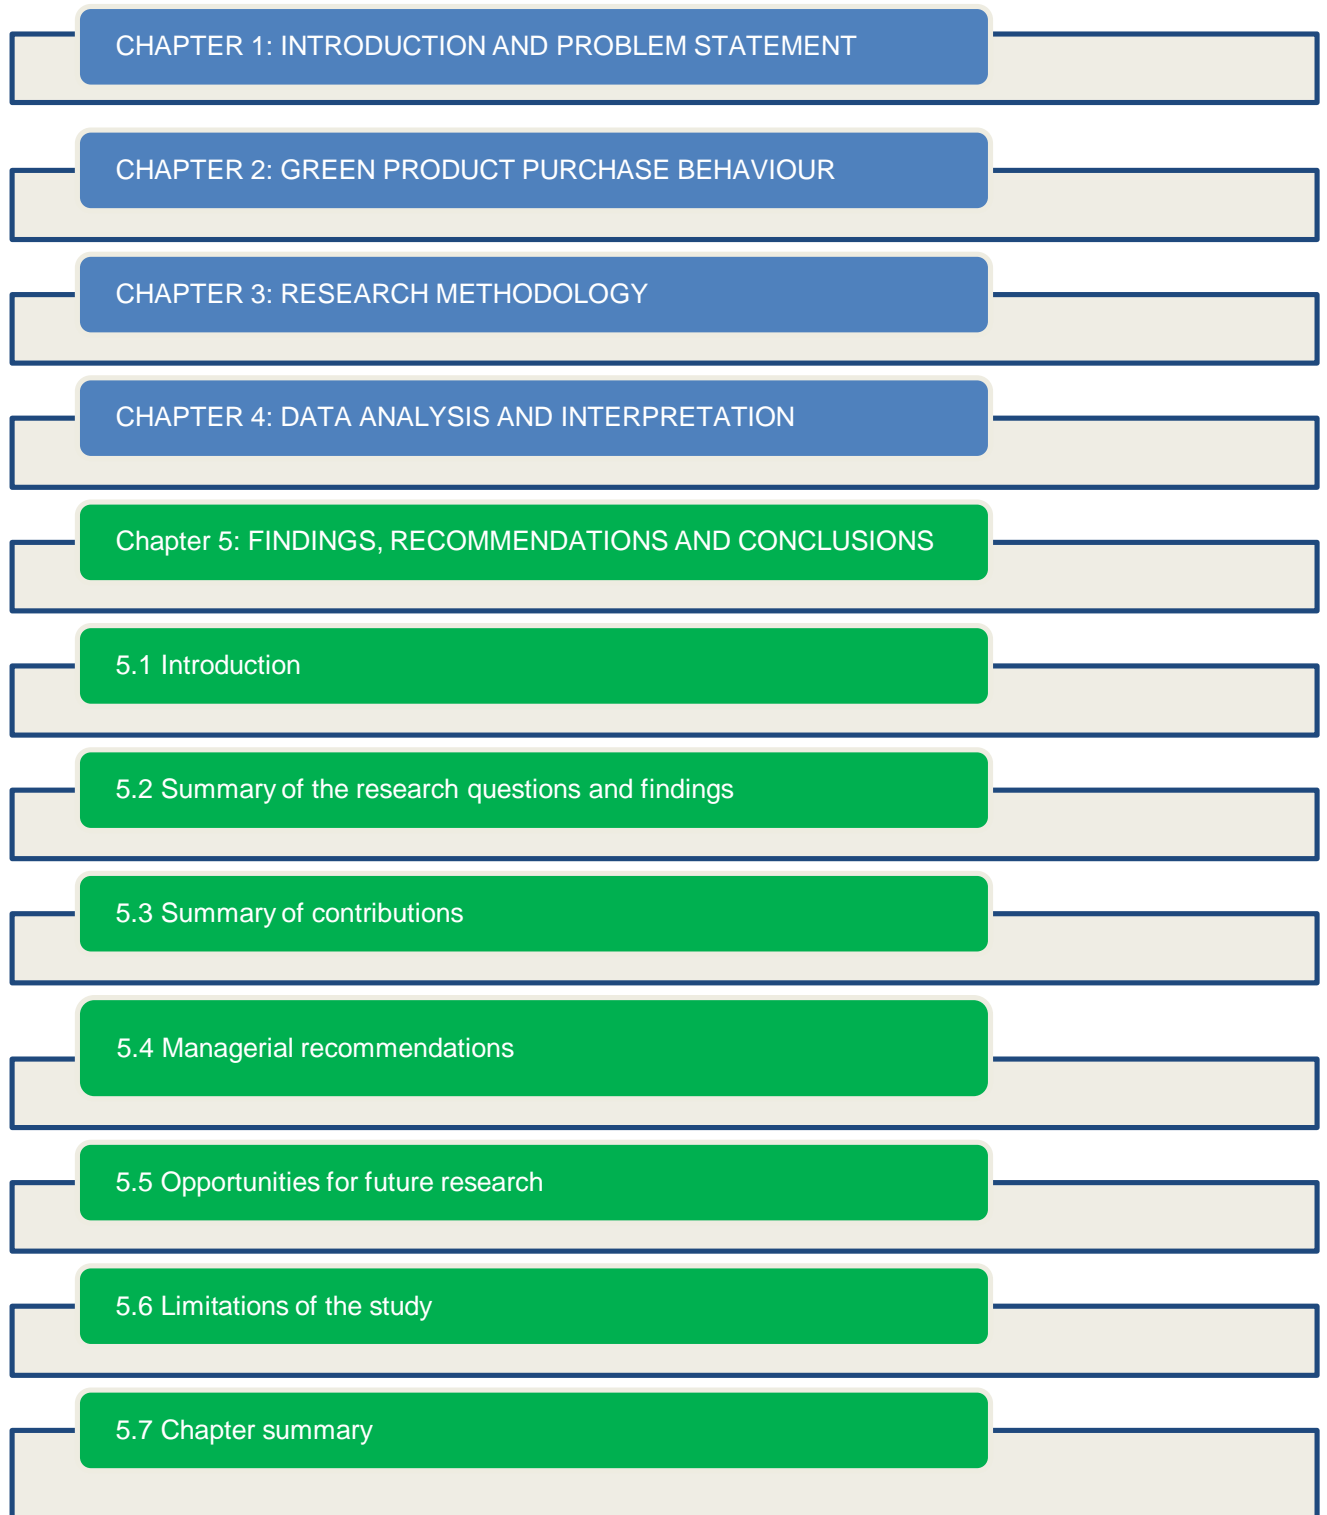 CHAPTER 1: INTRODUCTION AND PROBLEM STATEMENT
CHAPTER 2: GREEN PRODUCT PURCHASE BEHAVIOUR
CHAPTER 3: RESEARCH METHODOLOGY
CHAPTER 4: DATA ANALYSIS AND INTERPRETATION
Chapter 5: FINDINGS, RECOMMENDATIONS AND CONCLUSIONS
5.1 Introduction
5.2 Summary of the research questions and findings
5.3 Summary of contributions
5.4 Managerial recommendations
5.5 Opportunities for future research
5.6 Limitations of the study
5.7 Chapter summary